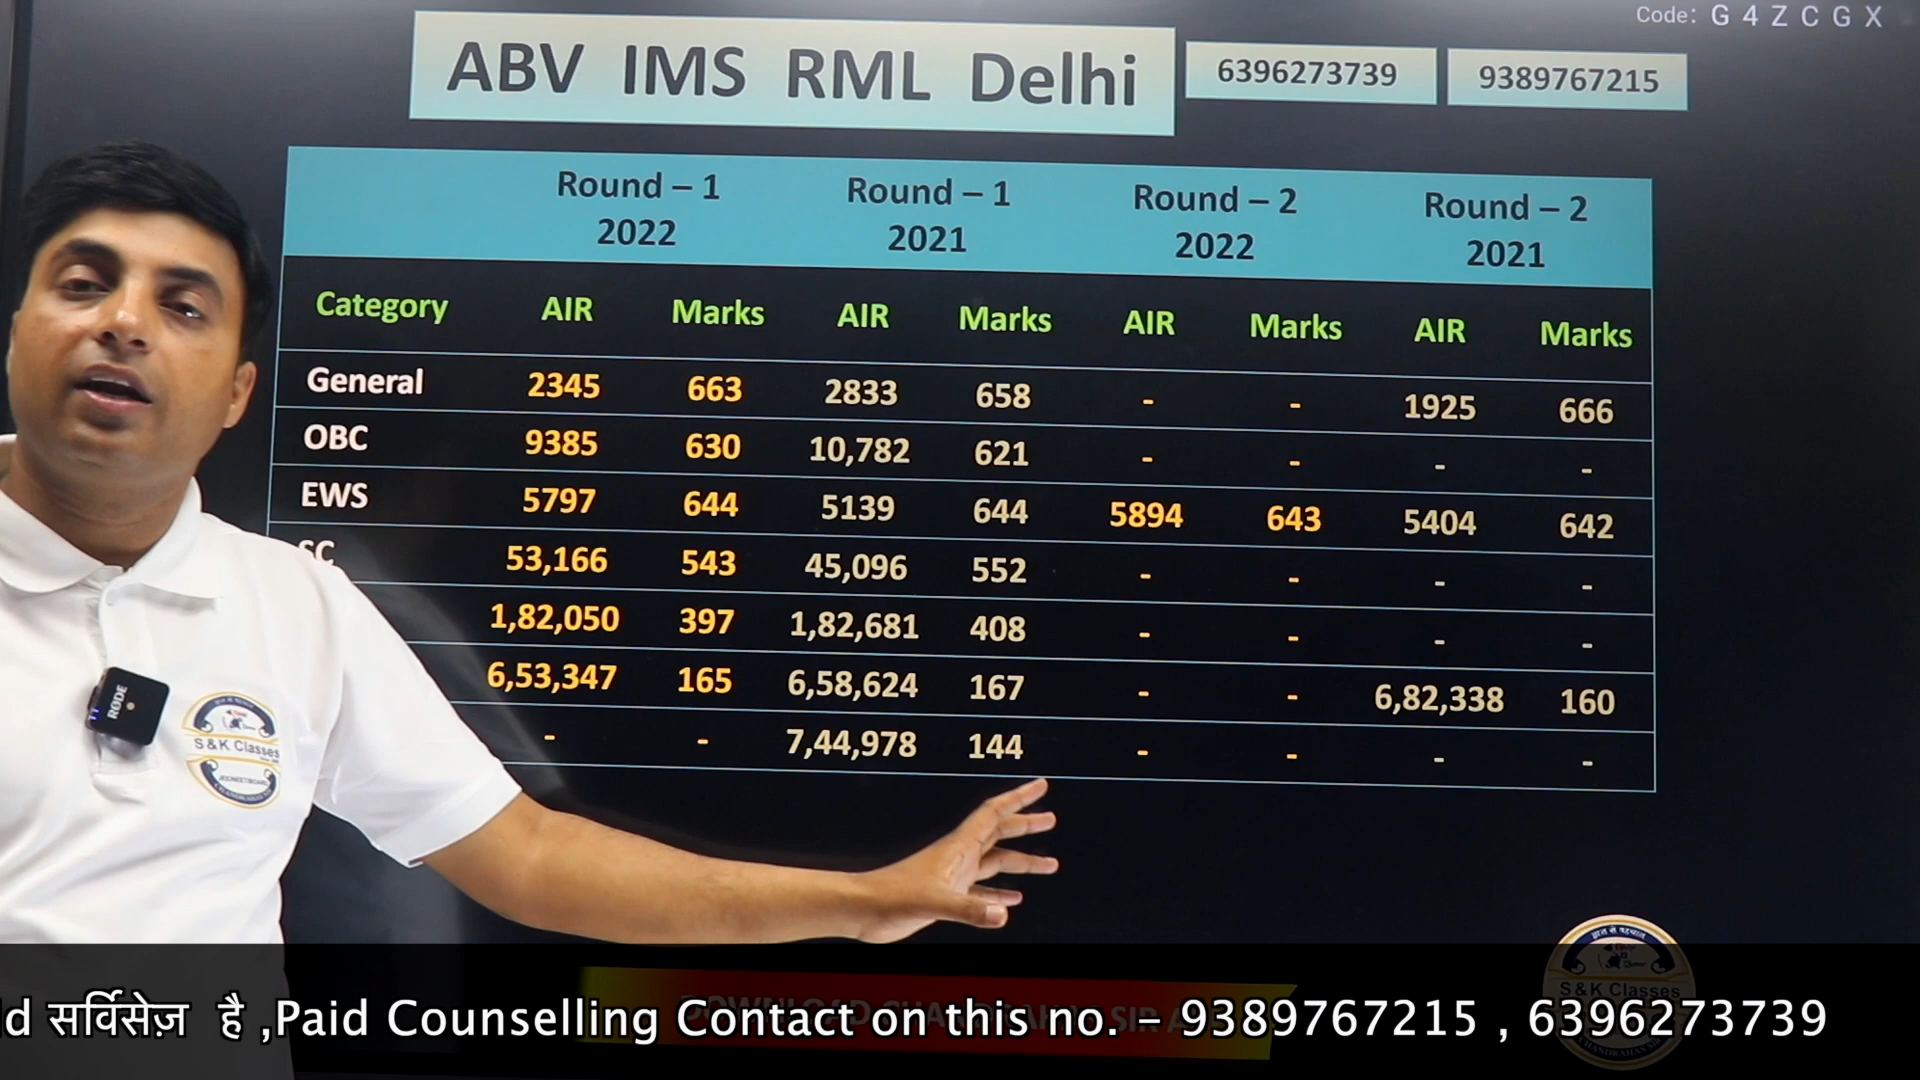 Code: G 4 Z C G X
ABV IMS RML Delhi
6396273739
9389767215
Round – 1 2022 Round – 1 2021 Round – 2 2022 Round – 2 2021
Category AIR Marks AIR Marks AIR Marks AIR Marks
General 2345 663 2833 658 - - 1925 666
OBC 9385 630 10,782 621 - - - -
EWS 5797 644 5139 644 5894 643 5404 642
SC 53,166 543 45,096 552 - - - -
1,82,050 397 1,82,681 408 - - - -
6,53,347 165 6,58,624 167 - - 6,82,338 160
- - 7,44,978 144 - - - -
RODE
S & K Classes
S & K Classes
CHANDRAHAS SIR
d सर्विसेज़ है ,Paid Counselling Contact on this no. – 9389767215 , 6396273739